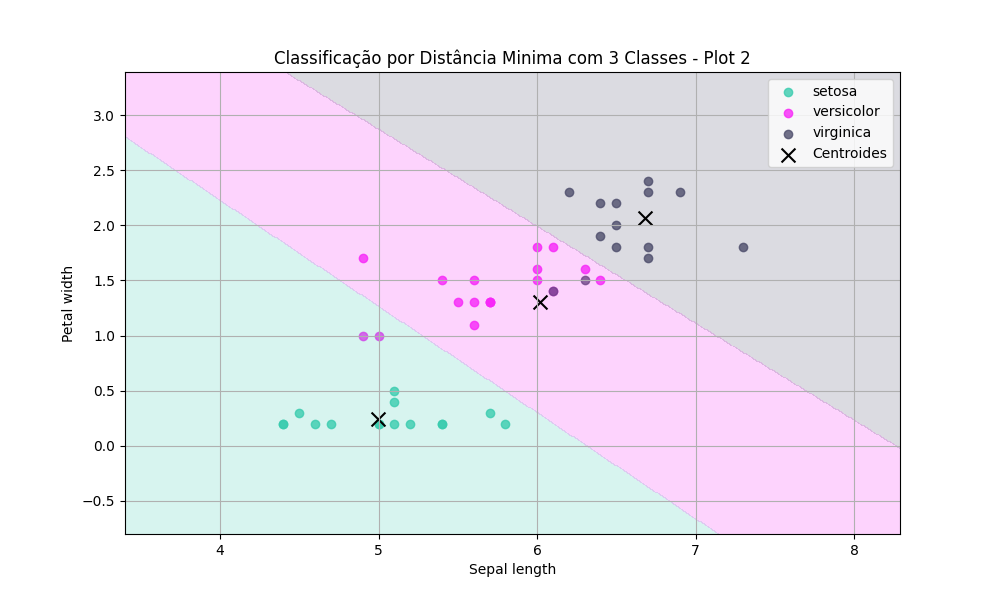 Classificação por Distância Minima com 3 Classes - Plot 2
setosa
versicolor
virginica
Centroides
Petal width
3.0
2.5
2.0
1.5
1.0
0.5
0.0
−0.5
4
5
6
7
8
Sepal length